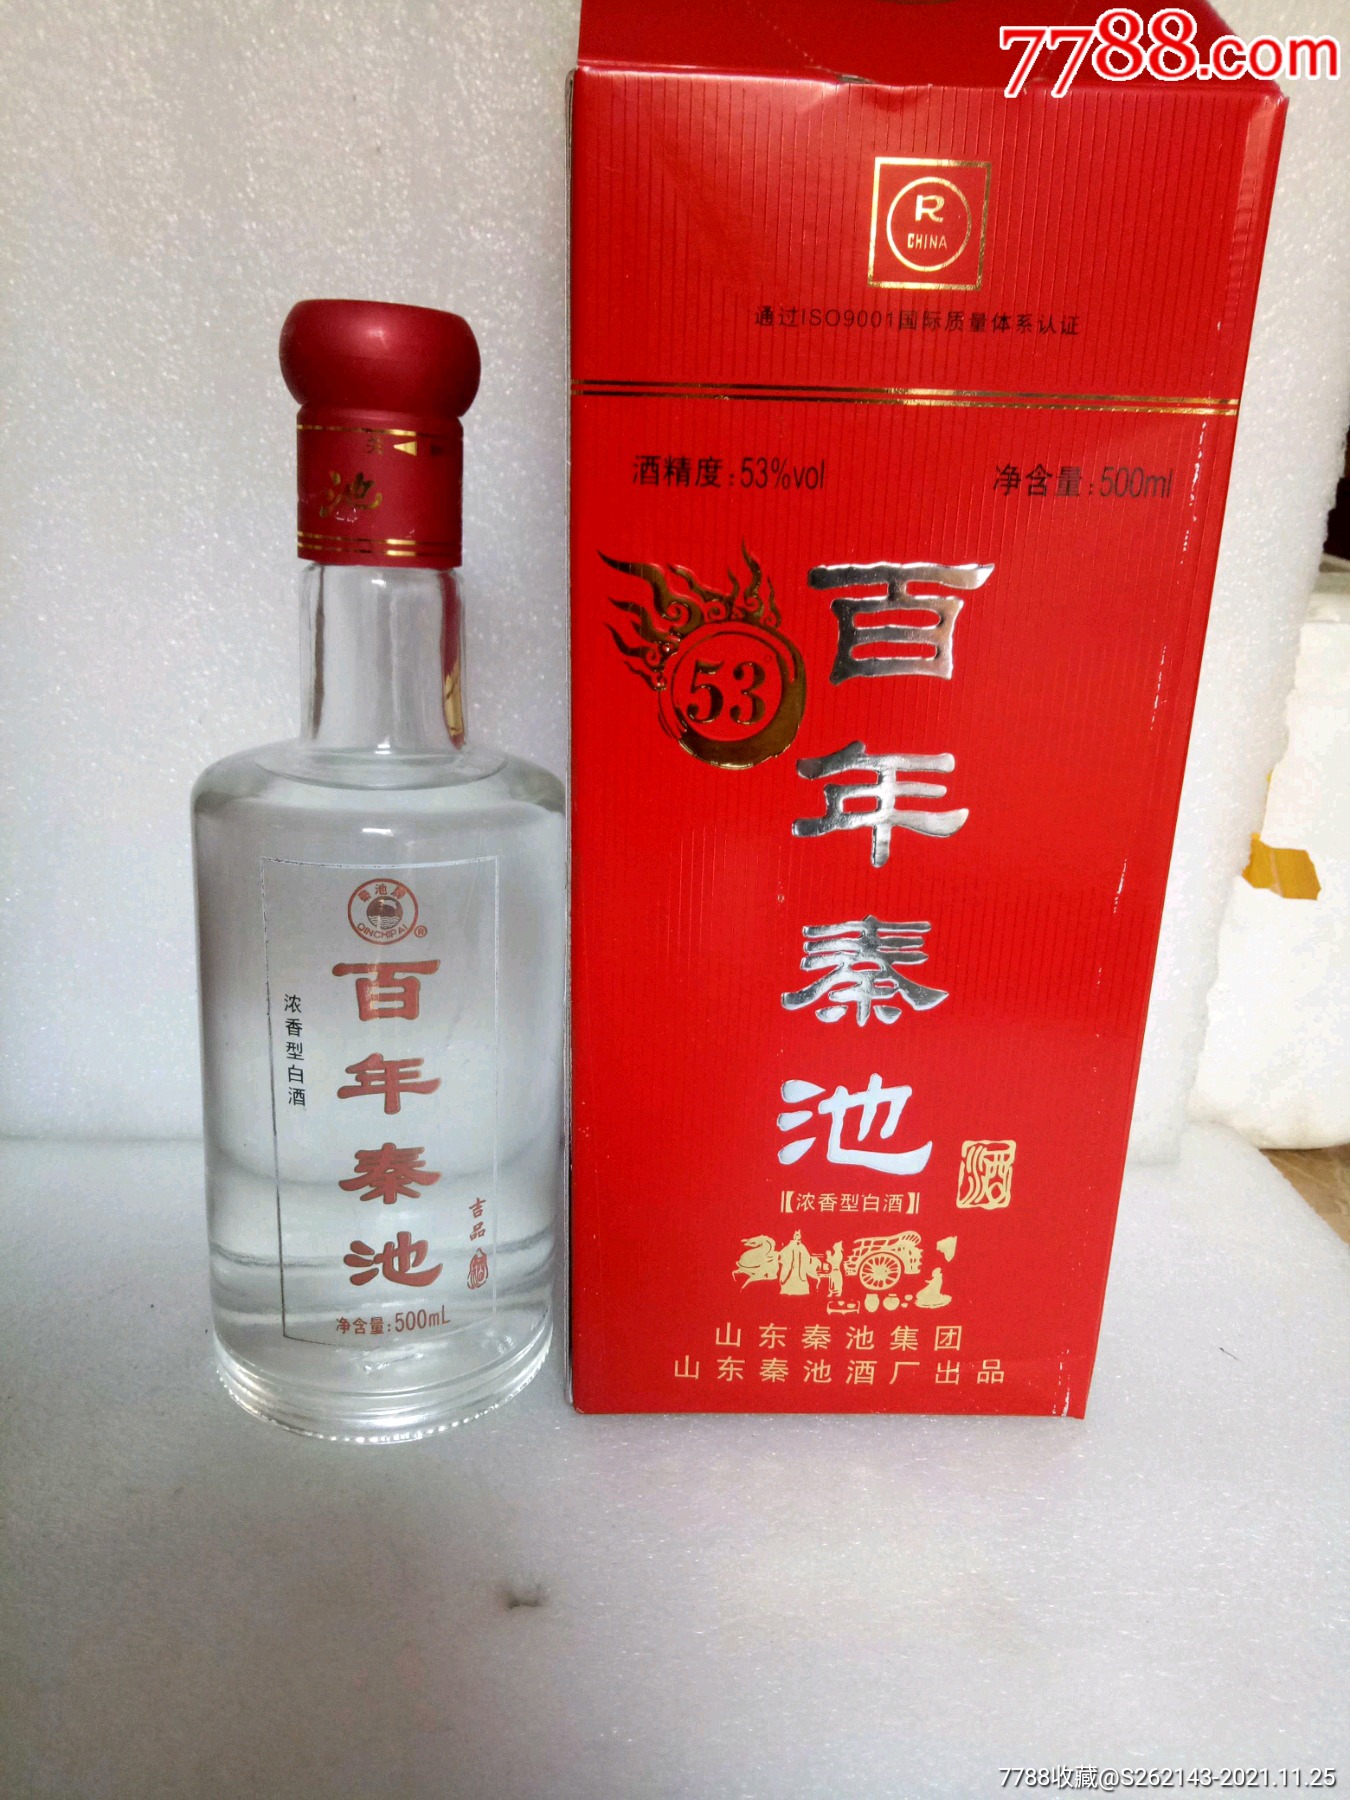 7788.com
R
CHINA
通过ISO9001国际质量体系认证
酒精度:53%vol
净含量:500ml
53
百年秦池
酒
【浓香型白酒】
山东秦池集团
山东秦池酒厂出品
池
秦池牌
QINCHIPAI
®
百年秦池
浓香型白酒
吉品
酒
净含量:500mL
7788收藏@S262143-2021.11.25